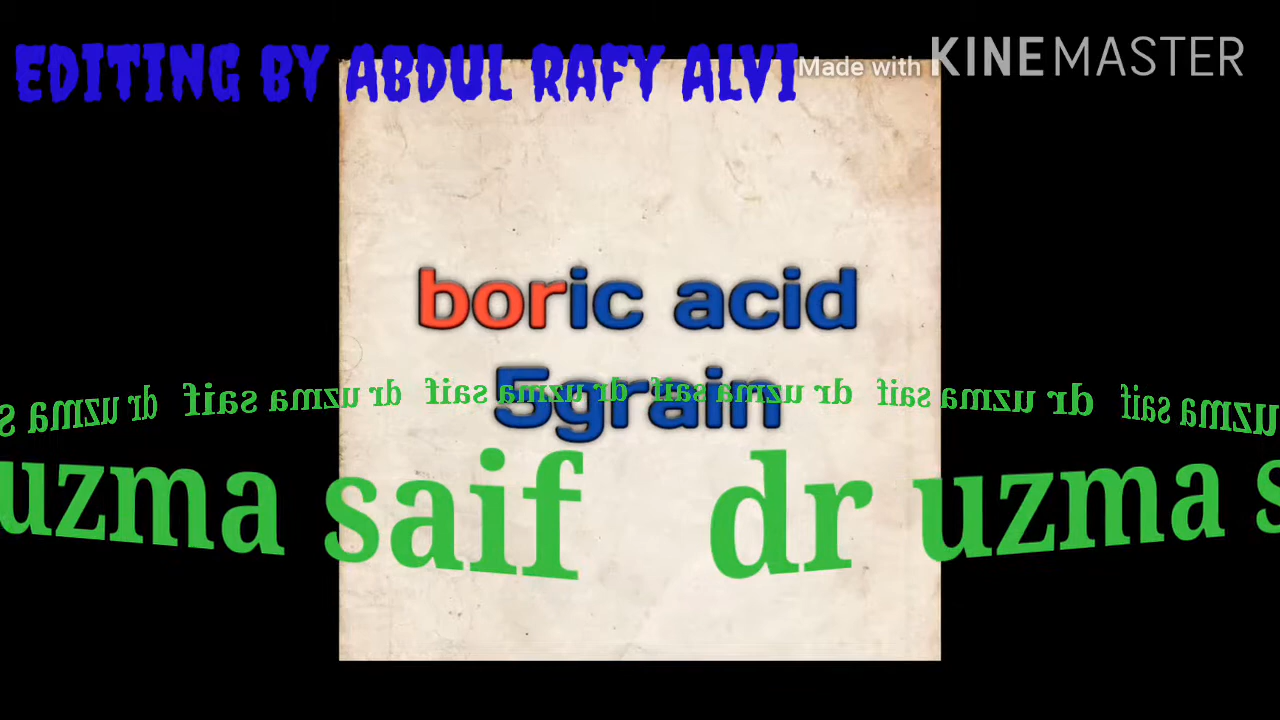 EDITING BY ABDUL RAFY ALVI
Made with KINEMASTER
boric acid
5grain
s dr uzma saif dr uzma saif dr uzma saif dr uzma saif dr uzma
uzma saif dr uzma s